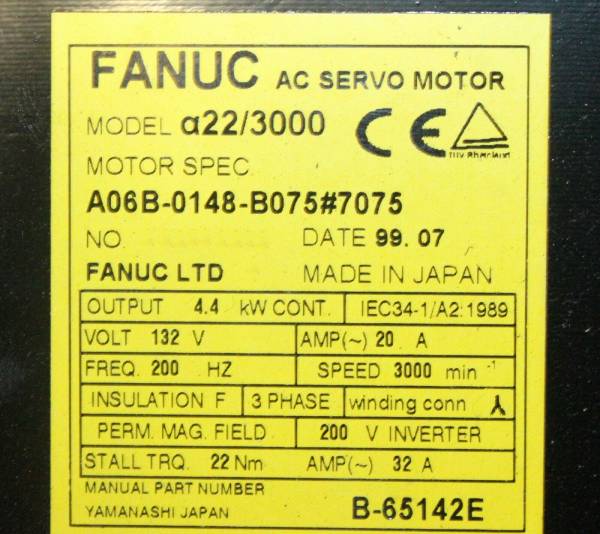 FANUC AC SERVO MOTOR
MODEL α22/3000 CE
TUV Rheinland
MOTOR SPEC.
A06B-0148-B075#7075
NO. DATE 99. 07
FANUC LTD MADE IN JAPAN
OUTPUT 4.4 kW CONT. IEC34-1/A2:1989
VOLT 132 V AMP(~) 20 A
FREQ. 200 HZ SPEED 3000 min⁻¹
INSULATION F 3 PHASE winding conn
PERM. MAG. FIELD 200 V INVERTER
STALL TRQ. 22 Nm AMP(~) 32 A
MANUAL PART NUMBER
YAMANASHI JAPAN B-65142E